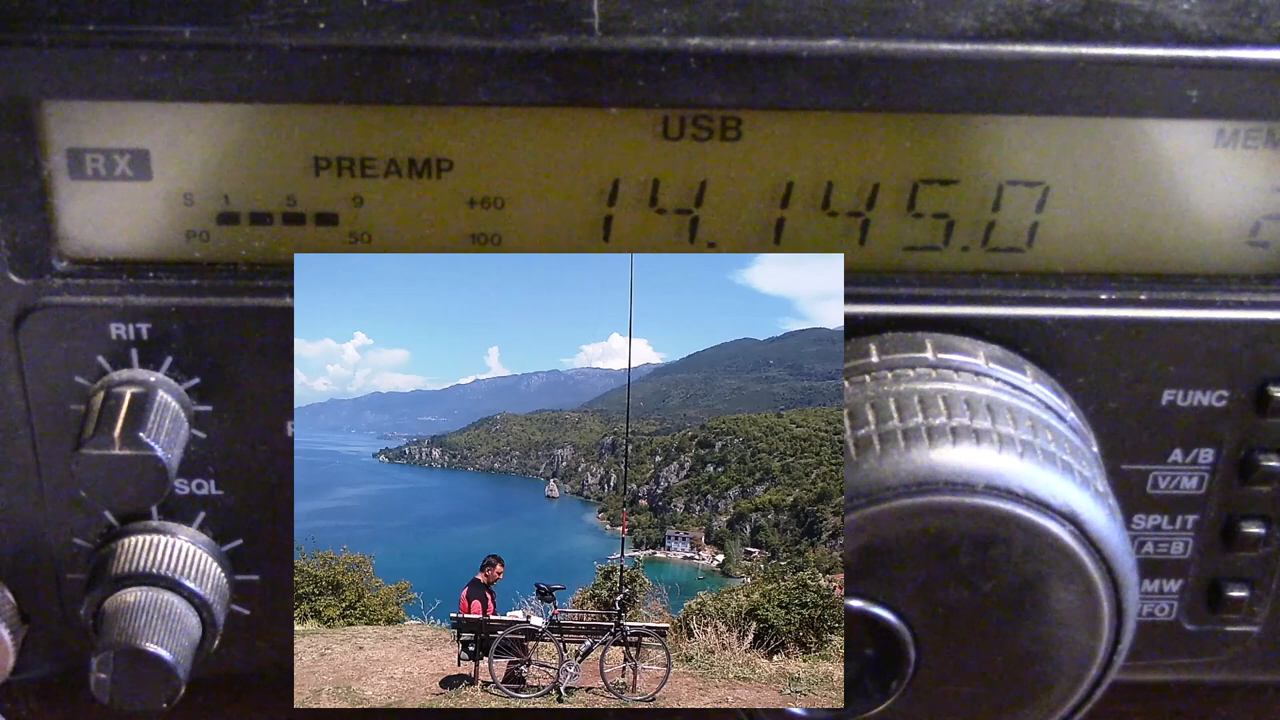 USB
MEM
RX
PREAMP
S 1 5 9 +60
14.145.0
PO 50 100
RIT
FUNC
A/B
V/M
SQL
SPLIT
A=B
MW